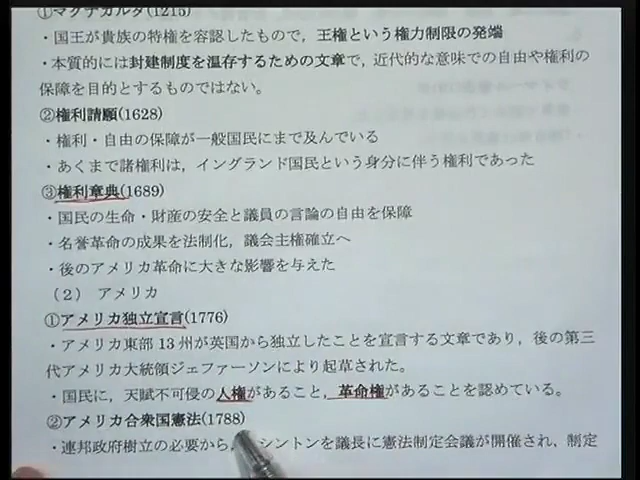 ①マグナカルタ(1215)
・国王が貴族の特権を容認したもので，王権という権力制限の発端
・本質的には封建制度を温存するための文章で，近代的な意味での自由や権利の
保障を目的とするものではない。
②権利請願(1628)
・権利・自由の保障が一般国民にまで及んでいる
・あくまで諸権利は，イングランド国民という身分に伴う権利であった
③権利章典(1689)
・国民の生命・財産の安全と議員の言論の自由を保障
・名誉革命の成果を法制化，議会主権確立へ
・後のアメリカ革命に大きな影響を与えた
（2） アメリカ
①アメリカ独立宣言(1776)
・アメリカ東部 13 州が英国から独立したことを宣言する文章であり，後の第三
代アメリカ大統領ジェファーソンにより起草された。
・国民に，天賦不可侵の人権があること，革命権があることを認めている。
②アメリカ合衆国憲法(1788)
・連邦政府樹立の必要から，シントンを議長に憲法制定会議が開催され，制定